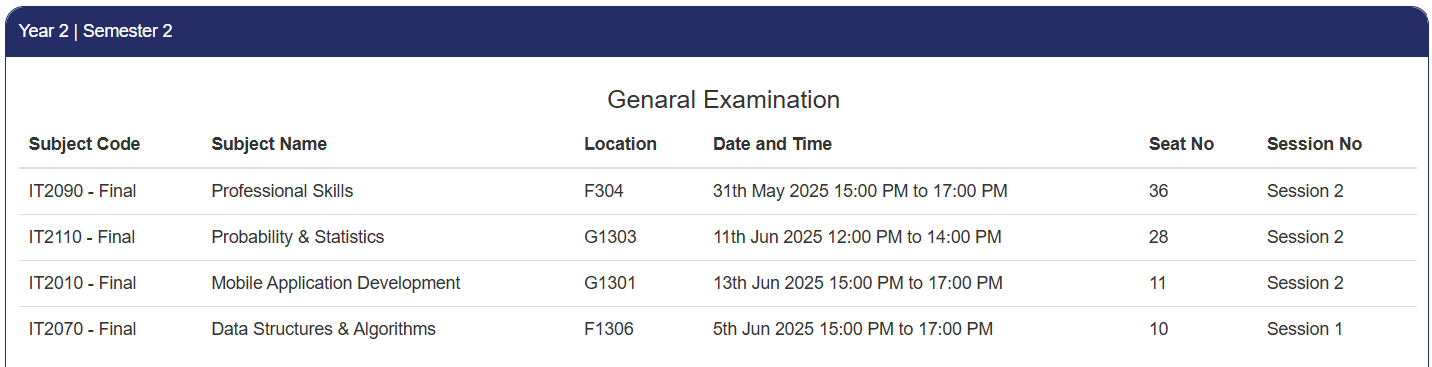 Year 2 | Semester 2
Genaral Examination
Subject Code Subject Name Location Date and Time Seat No Session No
IT2090 - Final Professional Skills F304 31th May 2025 15:00 PM to 17:00 PM 36 Session 2
IT2110 - Final Probability & Statistics G1303 11th Jun 2025 12:00 PM to 14:00 PM 28 Session 2
IT2010 - Final Mobile Application Development G1301 13th Jun 2025 15:00 PM to 17:00 PM 11 Session 2
IT2070 - Final Data Structures & Algorithms F1306 5th Jun 2025 15:00 PM to 17:00 PM 10 Session 1